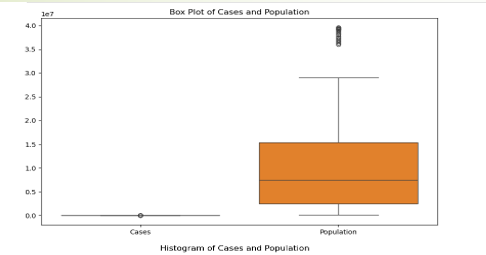 Box Plot of Cases and Population
1e7
4.0
3.5
3.0
2.5
2.0
1.5
1.0
0.5
0.0
Cases
Population
Histogram of Cases and Population